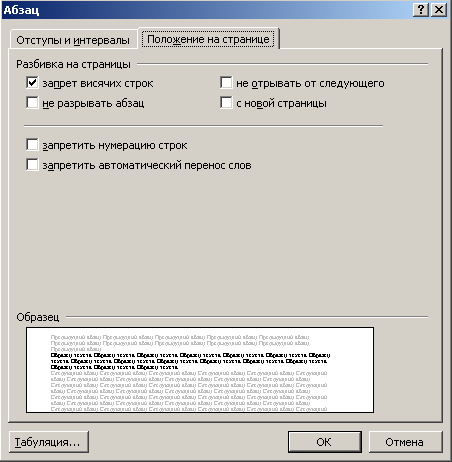 Абзац
Отступы и интервалы
Положение на странице
Разбивка на страницы
запрет висячих строк
не отрывать от следующего
не разрывать абзац
с новой страницы
запретить нумерацию строк
запретить автоматический перенос слов
Образец
Предыдущий абзац Предыдущий абзац Предыдущий абзац Предыдущий абзац Предыдущий абзац
Предыдущий абзац Предыдущий абзац Предыдущий абзац Предыдущий абзац Предыдущий абзац
Предыдущий абзац
Образец текста Образец текста Образец текста Образец текста Образец текста Образец текста Образец
текста Образец текста Образец текста Образец текста Образец текста Образец текста Образец текста
Образец текста Образец текста Образец текста
Следующий абзац Следующий абзац Следующий абзац Следующий абзац Следующий абзац Следующий
абзац Следующий абзац Следующий абзац Следующий абзац Следующий абзац Следующий абзац
Следующий абзац Следующий абзац Следующий абзац Следующий абзац Следующий абзац Следующий
абзац Следующий абзац Следующий абзац Следующий абзац Следующий абзац Следующий абзац
Табуляция...
ОК
Отмена